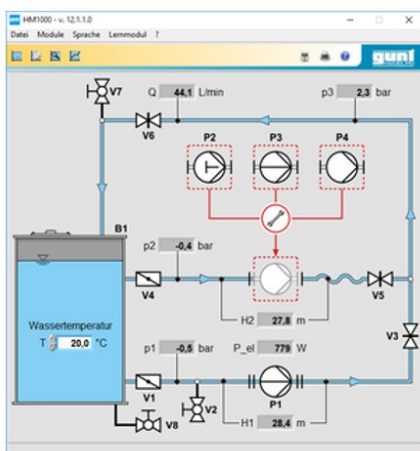 HM1000 - v. 12.1.1.0
Datei Module Sprache Lernmodul ?
gunt
V7
Q 44,1 L/min
p3 2,3 bar
V6
P2 P3 P4
B1
p2 -0,4 bar
V4
V5
H2 27,8 m
V3
Wassertemperatur
T 20,0 °C
p1 -0,5 bar
P_el 779 W
V1
V2
P1
V8
H1 28,4 m